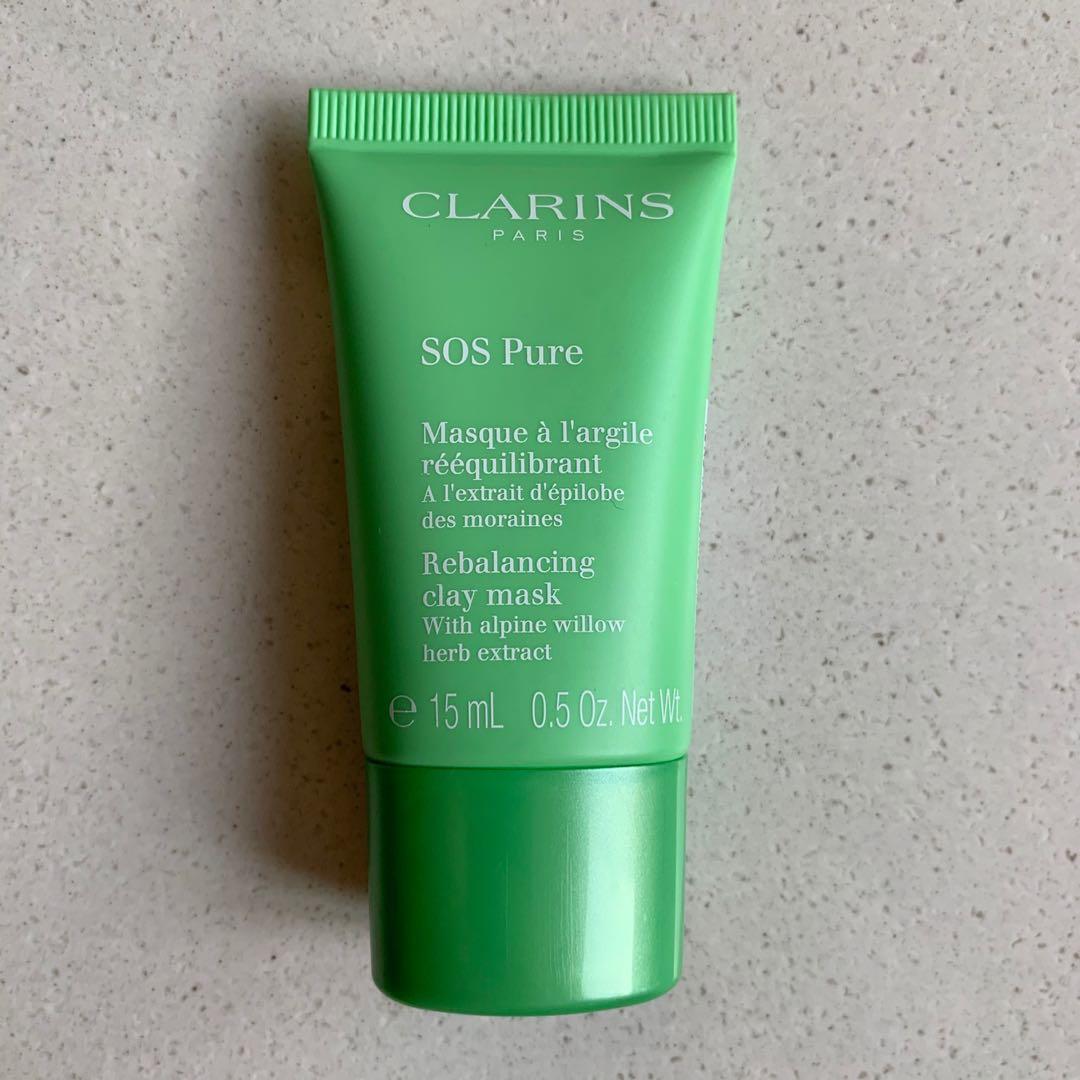 CLARINS
PARIS
SOS Pure
Masque à l'argile
rééquilibrant
A l'extrait d'épilobe
des moraines
Rebalancing
clay mask
With alpine willow
herb extract
℮ 15 mL 0.5 Oz. Net Wt.